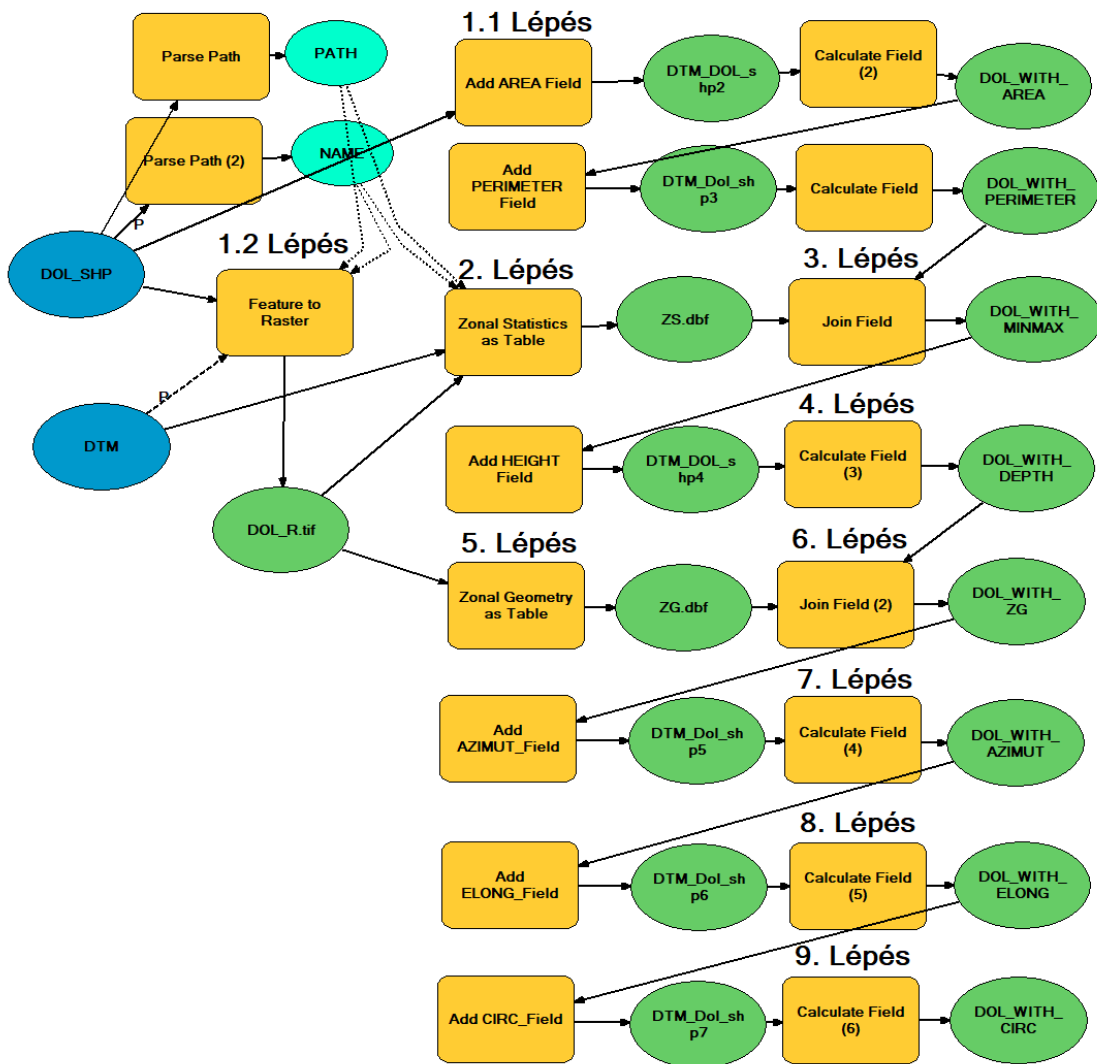 1.1 Lépés
Parse Path
PATH
Add AREA Field
DTM_DOL_s
hp2
Calculate Field
(2)
DOL_WITH_
AREA
Parse Path (2)
NAME
Add
PERIMETER
Field
DTM_Dol_sh
p3
Calculate Field
DOL_WITH_
PERIMETER
P
1.2 Lépés
DOL_SHP
Feature to
Raster
2. Lépés
Zonal Statistics
as Table
ZS.dbf
3. Lépés
Join Field
DOL_WITH_
MINMAX
P
DTM
4. Lépés
Add HEIGHT
Field
DTM_DOL_s
hp4
Calculate Field
(3)
DOL_WITH_
DEPTH
DOL_R.tif
5. Lépés
Zonal Geometry
as Table
ZG.dbf
6. Lépés
Join Field (2)
DOL_WITH_
ZG
7. Lépés
Add
AZIMUT_Field
DTM_Dol_sh
p5
Calculate Field
(4)
DOL_WITH_
AZIMUT
8. Lépés
Add
ELONG_Field
DTM_Dol_sh
p6
Calculate Field
(5)
DOL_WITH_
ELONG
9. Lépés
Add CIRC_Field
DTM_Dol_sh
p7
Calculate Field
(6)
DOL_WITH_
CIRC